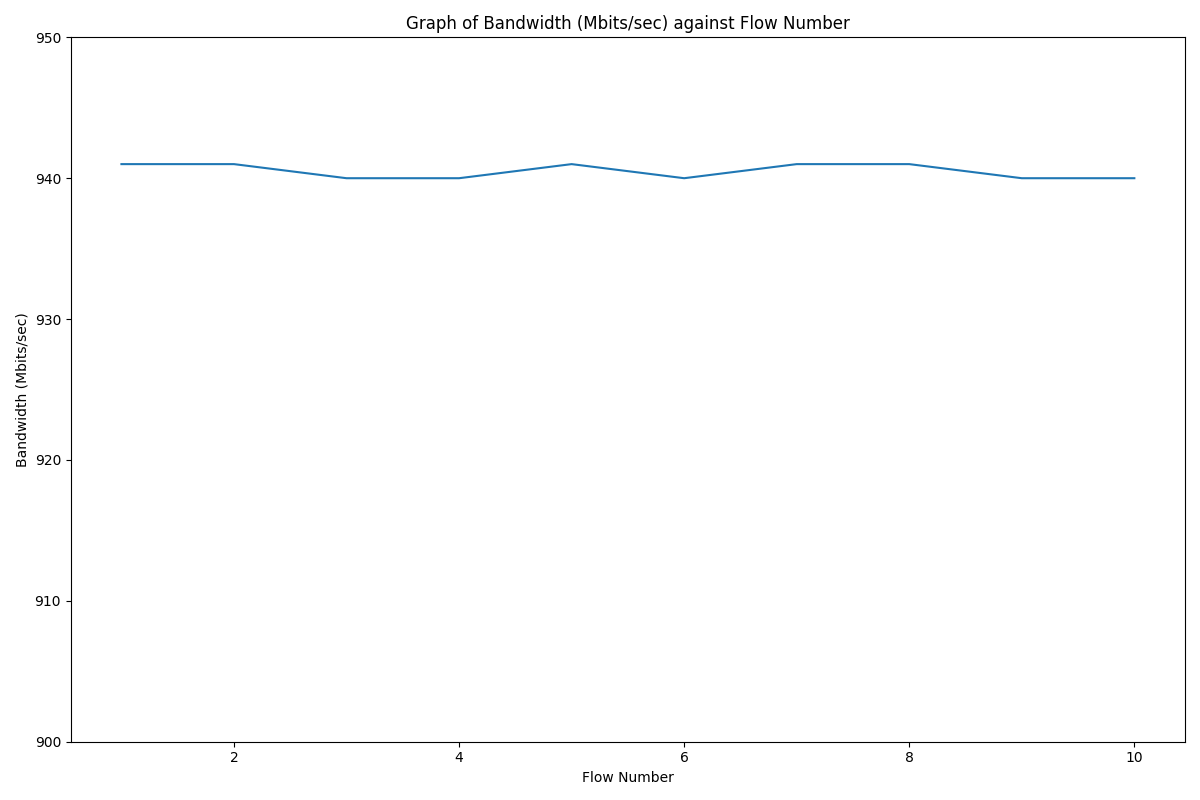 Graph of Bandwidth (Mbits/sec) against Flow Number
950
940
930
920
910
900
Bandwidth (Mbits/sec)
2 4 6 8 10
Flow Number